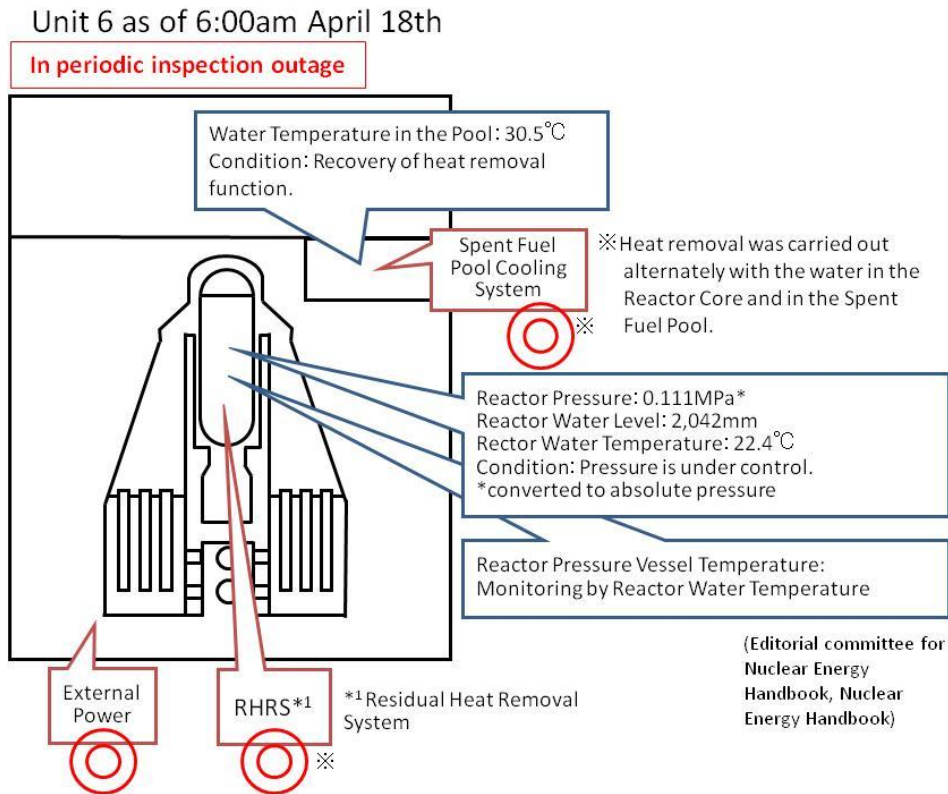 Unit 6 as of 6:00am April 18th
In periodic inspection outage
Water Temperature in the Pool: 30.5℃
Condition: Recovery of heat removal
function.
Spent Fuel
Pool Cooling
System
※
※Heat removal was carried out
alternately with the water in the
Reactor Core and in the Spent
Fuel Pool.
Reactor Pressure: 0.111MPa*
Reactor Water Level: 2,042mm
Rector Water Temperature: 22.4℃
Condition: Pressure is under control.
*converted to absolute pressure
Reactor Pressure Vessel Temperature:
Monitoring by Reactor Water Temperature
(Editorial committee for
Nuclear Energy
Handbook, Nuclear
Energy Handbook)
External
Power
RHRS*1
※
*1 Residual Heat Removal
System